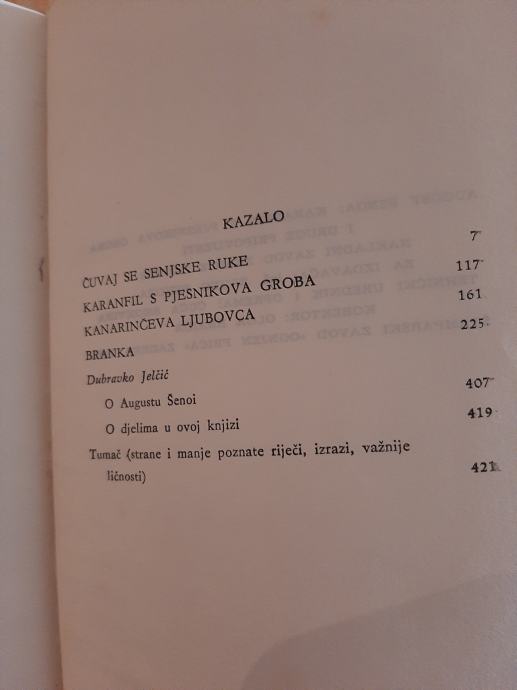 KAZALO
ČUVAJ SE SENJSKE RUKE 7
KARANFIL S PJESNIKOVA GROBA 117
KANARINČEVA LJUBOVCA 161
BRANKA 225
Dubravko Jelčić
O Augustu Šenoi 407
O djelima u ovoj knjizi 419
Tumač (strane i manje poznate riječi, izrazi, važnije
ličnosti) 421